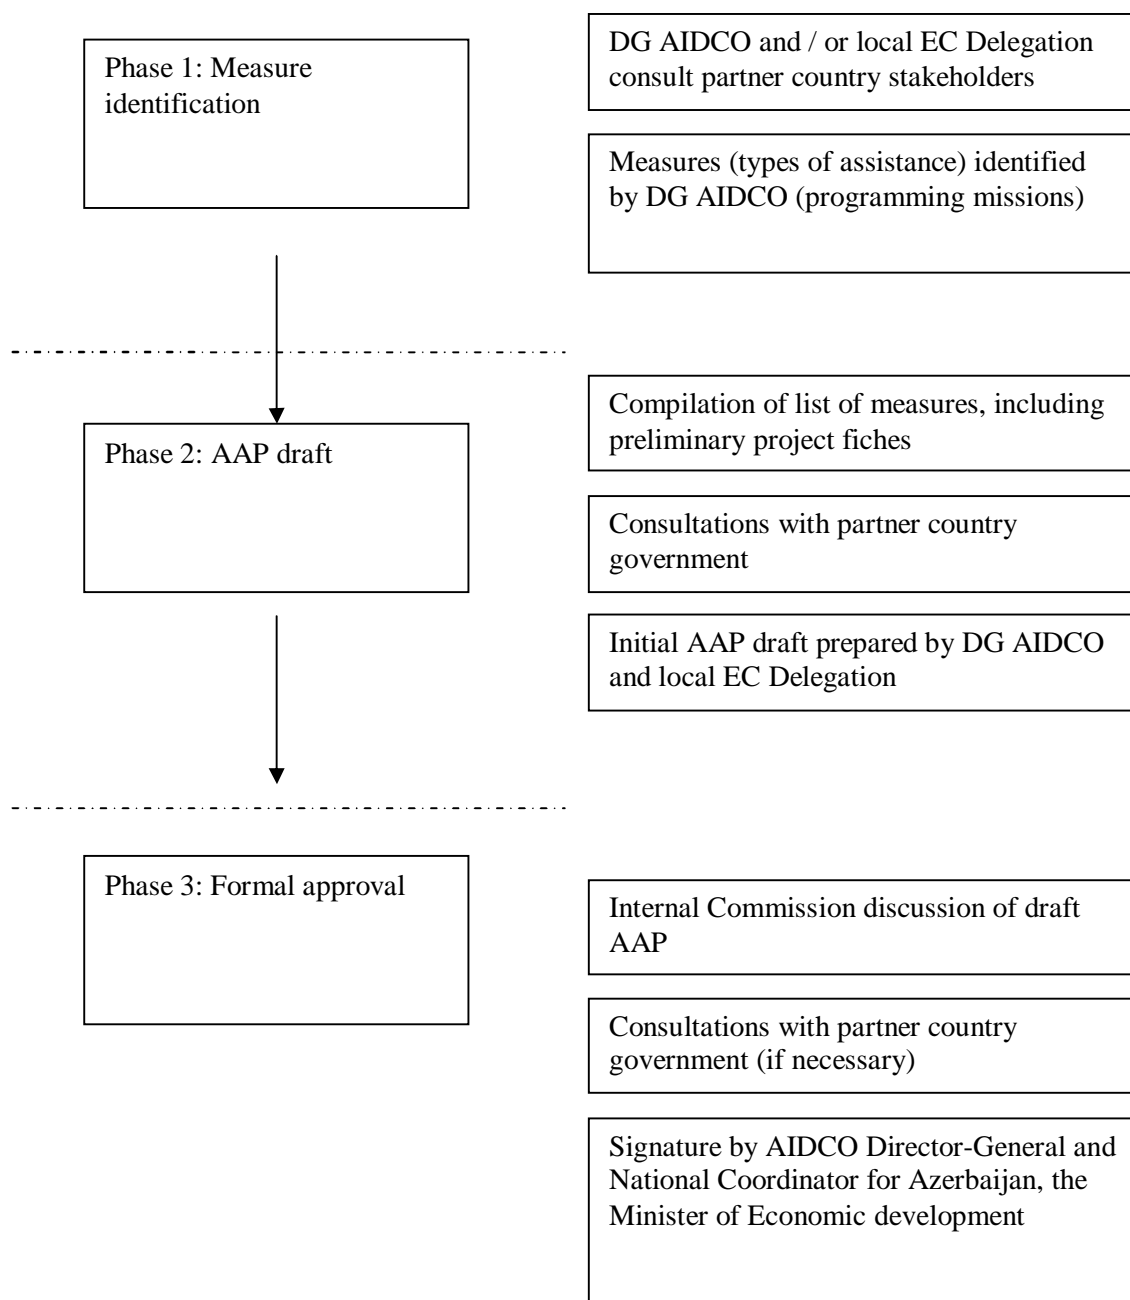 Phase 1: Measure
identification
DG AIDCO and / or local EC Delegation
consult partner country stakeholders
Measures (types of assistance) identified
by DG AIDCO (programming missions)
Phase 2: AAP draft
Compilation of list of measures, including
preliminary project fiches
Consultations with partner country
government
Initial AAP draft prepared by DG AIDCO
and local EC Delegation
Phase 3: Formal approval
Internal Commission discussion of draft
AAP
Consultations with partner country
government (if necessary)
Signature by AIDCO Director-General and
National Coordinator for Azerbaijan, the
Minister of Economic development